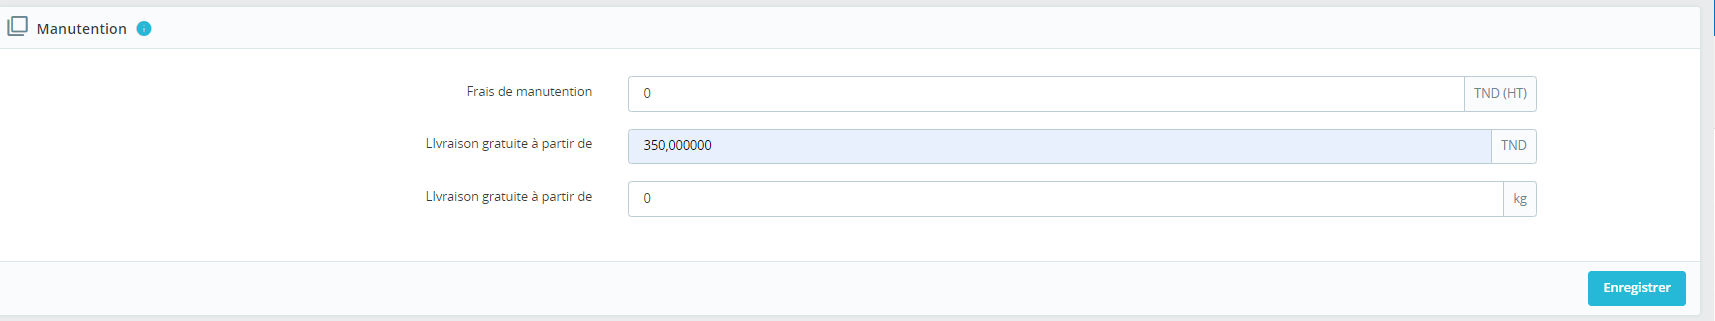 Manutention
Frais de manutention 0 TND (HT)
LIvraison gratuite à partir de 350,000000 TND
LIvraison gratuite à partir de 0 kg
Enregistrer